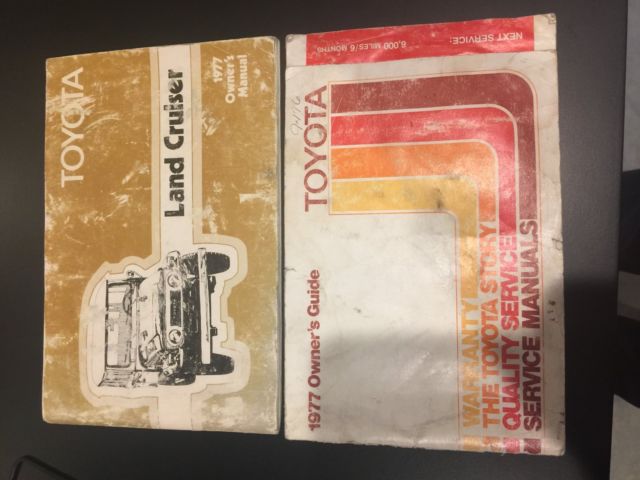 TOYOTA
Land Cruiser
1977
Owner's
Manual
NEXT SERVICE:
6,000 MILES/6 MONTHS
TOYOTA
1977 Owner's Guide
WARRANTY
THE TOYOTA STORY
QUALITY SERVICE
SERVICE MANUALS